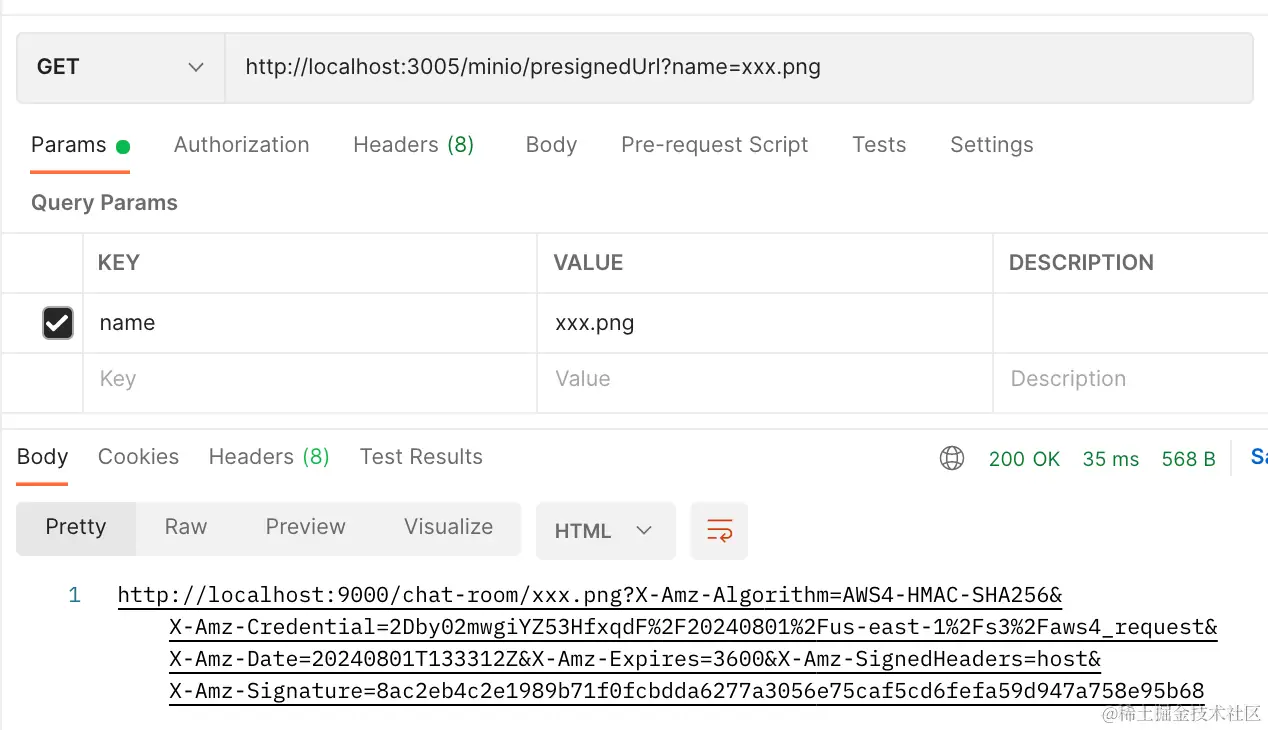 GET http://localhost:3005/minio/presignedUrl?name=xxx.png
Params Authorization Headers (8) Body Pre-request Script Tests Settings
Query Params
KEY VALUE DESCRIPTION
name xxx.png
Key Value Description
Body Cookies Headers (8) Test Results 200 OK 35 ms 568 B Sa
Pretty Raw Preview Visualize HTML
1 http://localhost:9000/chat-room/xxx.png?X-Amz-Algorithm=AWS4-HMAC-SHA256&
X-Amz-Credential=2Dby02mwgiYZ53HfxqdF%2F20240801%2Fus-east-1%2Fs3%2Faws4_request&
X-Amz-Date=20240801T133312Z&X-Amz-Expires=3600&X-Amz-SignedHeaders=host&
X-Amz-Signature=8ac2eb4c2e1989b71f0fcbdda6277a3056e75caf5cd6fefa59d947a758e95b68
@稀土掘金技术社区